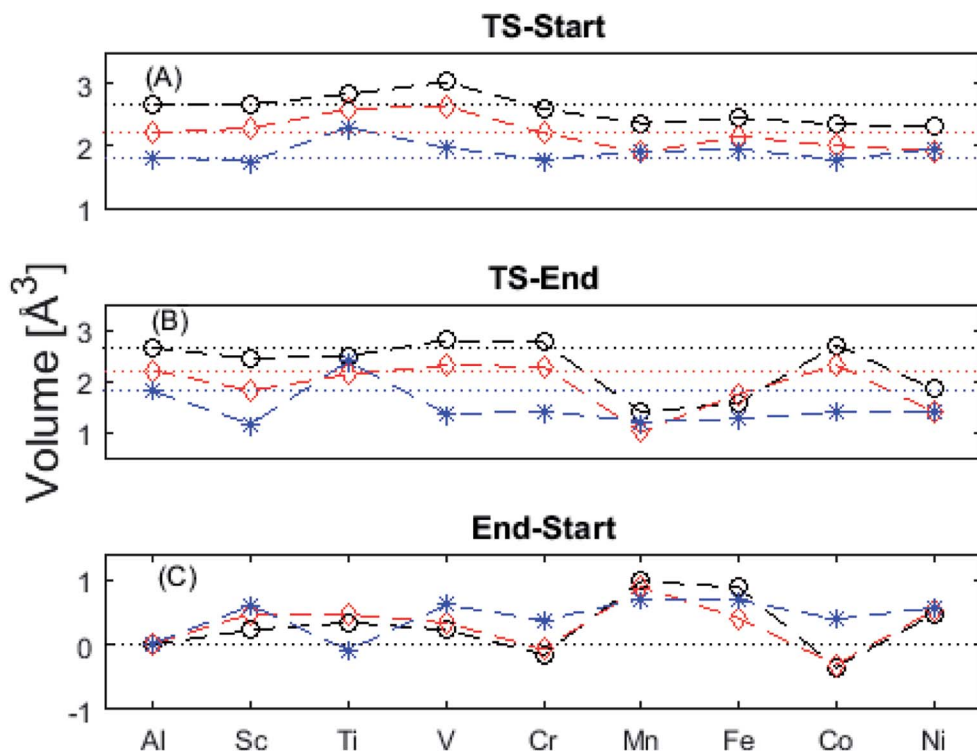 TS-Start
(A)
3
2
1
TS-End
(B)
3
2
1
Volume [Å³]
End-Start
(C)
1
0
-1
Al Sc Ti V Cr Mn Fe Co Ni